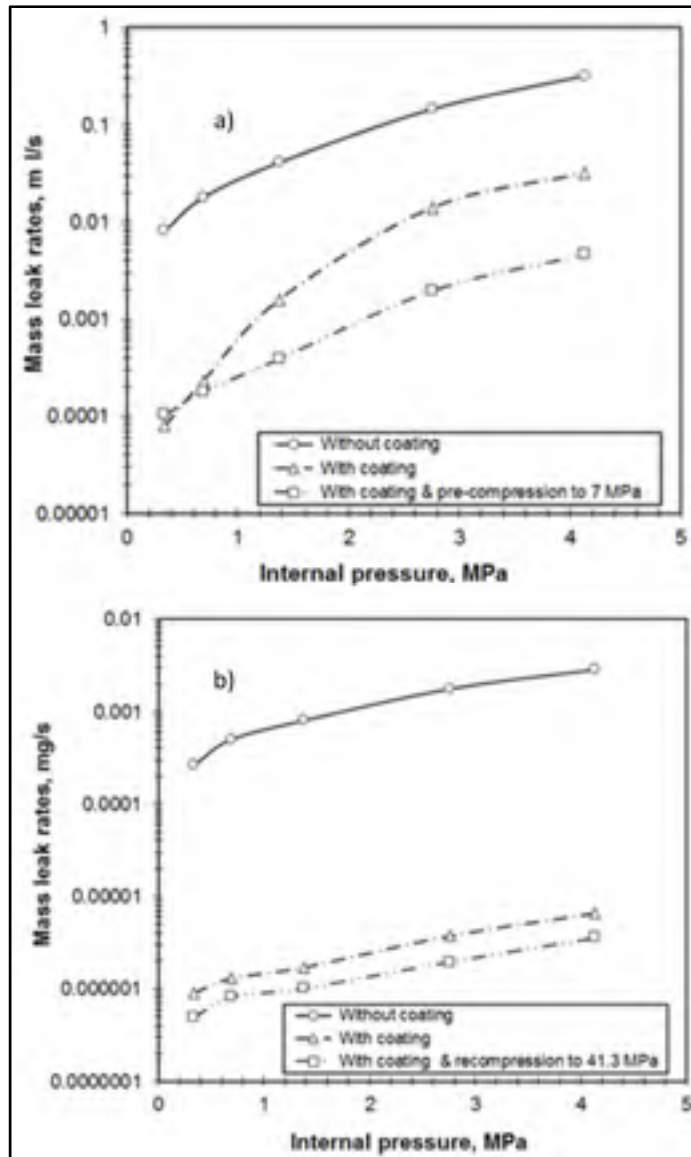 1
a)
0.1
0.01
0.001
0.0001
0.00001
Mass leak rates, m l/s
Without coating
With coating
With coating & pre-compression to 7 MPa
0 1 2 3 4 5
Internal pressure, MPa
0.01
b)
0.001
0.0001
0.00001
0.000001
0.0000001
Mass leak rates, mg/s
Without coating
With coating
With coating & recompression to 41.3 MPa
0 1 2 3 4 5
Internal pressure, MPa